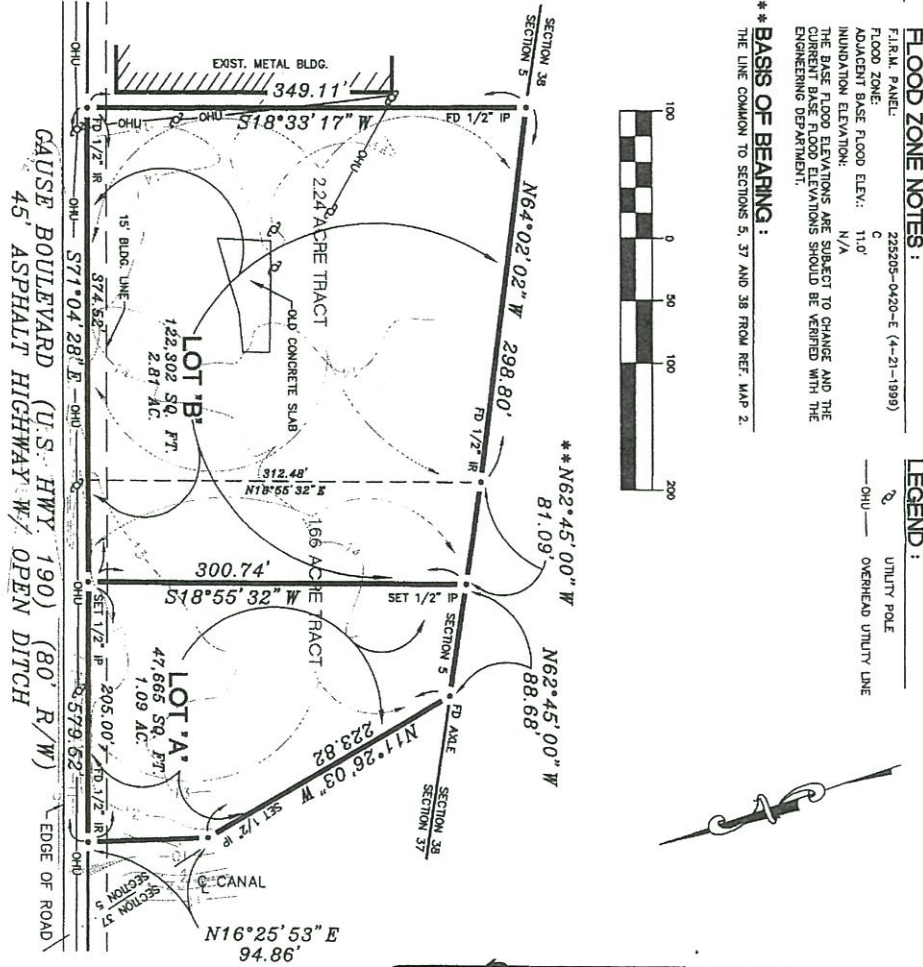 FLOOD ZONE NOTES :
F.I.R.M. PANEL: 225205-0420-E (4-21-1999)
FLOOD ZONE: C
ADJACENT BASE FLOOD ELEV.: 11.0'
INUNDATION ELEVATION: N/A
THE BASE FLOOD ELEVATIONS ARE SUBJECT TO CHANGE AND THE
CURRENT BASE FLOOD ELEVATIONS SHOULD BE VERIFIED WITH THE
ENGINEERING DEPARTMENT.
LEGEND :
UTILITY POLE
OHU OVERHEAD UTILITY LINE
**BASIS OF BEARING :
THE LINE COMMON TO SECTIONS 5, 37 AND 38 FROM REF. MAP 2.
100 0 50 100 200
SECTION 38
SECTION 5
EXIST. METAL BLDG.
349.11'
S18°33'17"W
FD 1/2" IP
FD 1/2" IR
OHU
OHU
OHU
N64°02'02"W 298.80'
FD 1/2" IR
**N62°45'00"W
81.09'
N62°45'00"W
88.68'
2.24 ACRE TRACT
OLD CONCRETE SLAB
LOT "B"
122,302 SQ. FT.
2.81 AC.
312.48'
N18°55'32"E
300.74'
S18°55'32"W
SET 1/2" IP
SET 1/2" IP
1.66 ACRE TRACT
SECTION 5
FD AXLE
SECTION 38
SECTION 37
LOT "A"
47,665 SQ. FT.
1.09 AC.
N11°26'03"W
223.82
SET 1/2" IP
15' BLDG. LINE
374.52'
205.00'
FD 1/2" IR
OHU
OHU
S71°04'28"E
OHU
OHU
OHU
579.52'
OHU
℄ CANAL
SECTION 37
SECTION 5
N16°25'53"E
94.86'
EDGE OF ROAD
GAUSE BOULEVARD (U.S. HWY. 190) (80' R/W)
45' ASPHALT HIGHWAY W/ OPEN DITCH